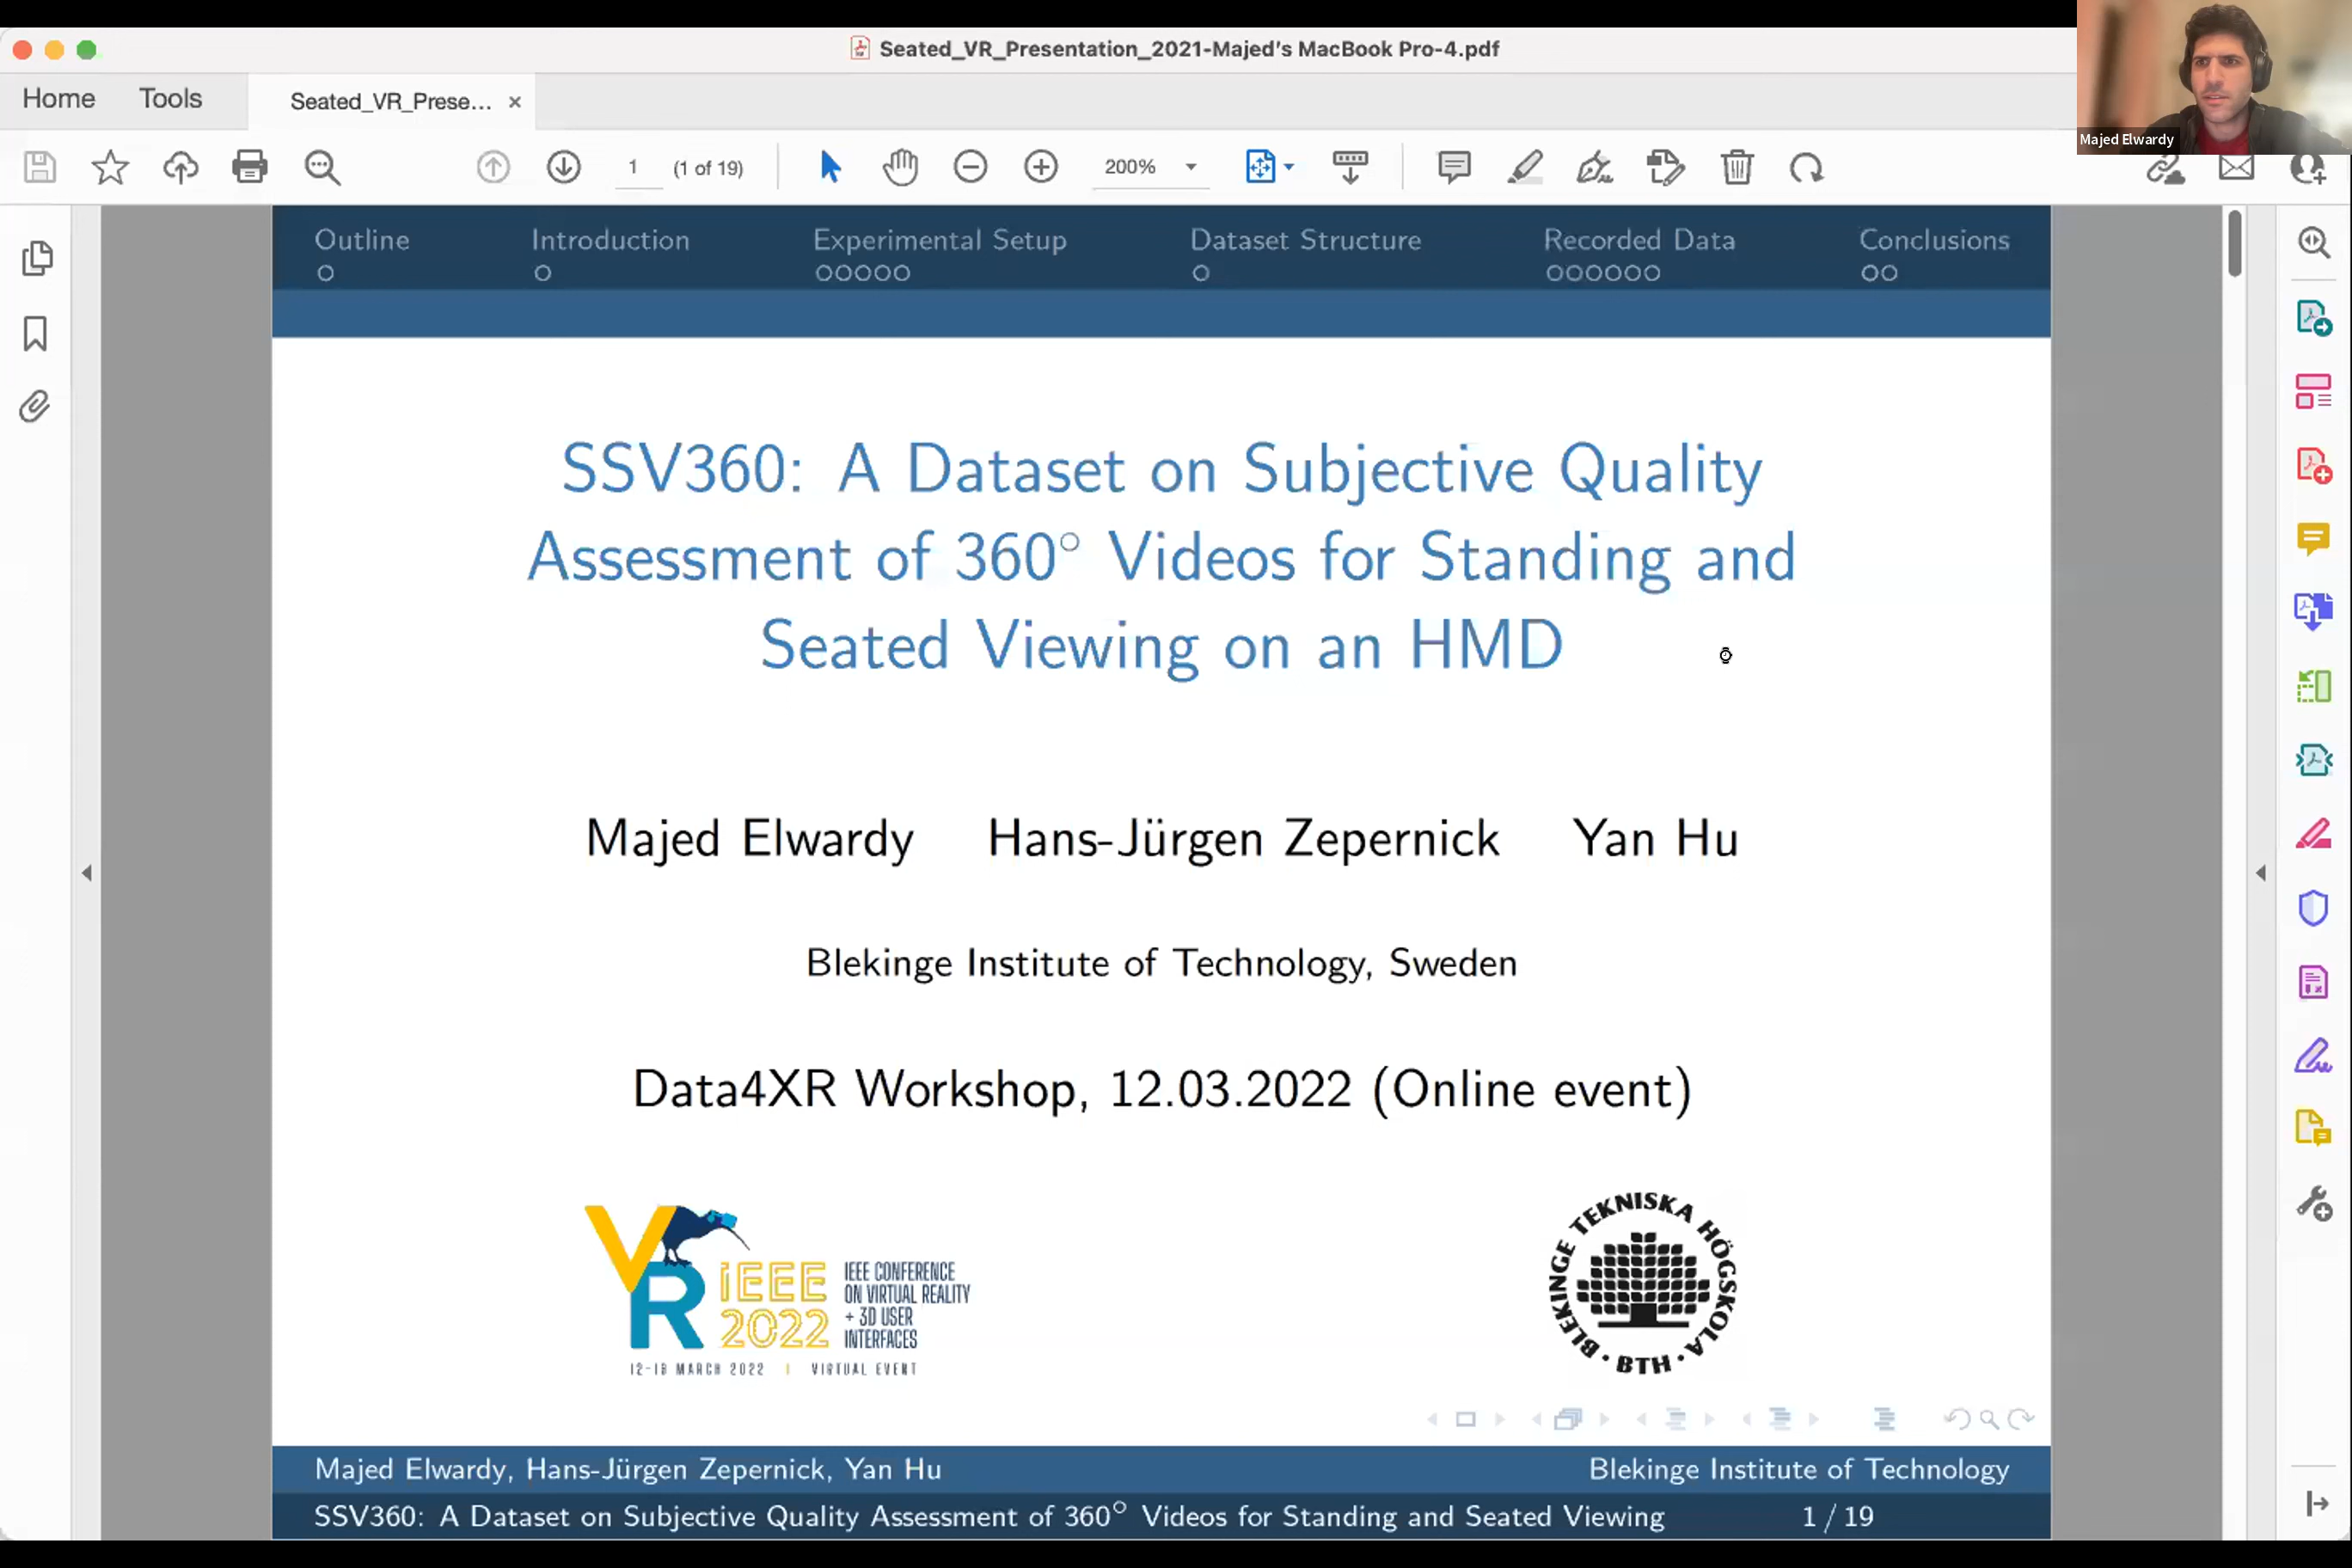 Seated_VR_Presentation_2021-Majed's MacBook Pro-4.pdf
Majed Elwardy
Home Tools Seated_VR_Prese... ×
1 (1 of 19) 200%
Outline Introduction Experimental Setup Dataset Structure Recorded Data Conclusions
SSV360: A Dataset on Subjective Quality
Assessment of 360° Videos for Standing and
Seated Viewing on an HMD
Majed Elwardy Hans-Jürgen Zepernick Yan Hu
Blekinge Institute of Technology, Sweden
Data4XR Workshop, 12.03.2022 (Online event)
VR
IEEE
2022
IEEE CONFERENCE
ON VIRTUAL REALITY
+ 3D USER
INTERFACES
12-16 MARCH 2022 | VIRTUAL EVENT
BLEKINGE TEKNISKA HÖGSKOLA · BTH ·
Majed Elwardy, Hans-Jürgen Zepernick, Yan Hu Blekinge Institute of Technology
SSV360: A Dataset on Subjective Quality Assessment of 360° Videos for Standing and Seated Viewing 1 / 19